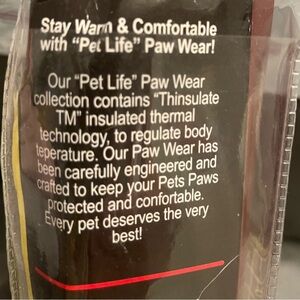 Stay Warm & Comfortable
with "Pet Life" Paw Wear!
Our "Pet Life" Paw Wear
collection contains "Thinsulate
TM" insulated thermal
technology, to regulate body
teperature. Our Paw Wear has
been carefully engineered and
crafted to keep your Pets Paws
protected and confortable.
Every pet deserves the very
best!